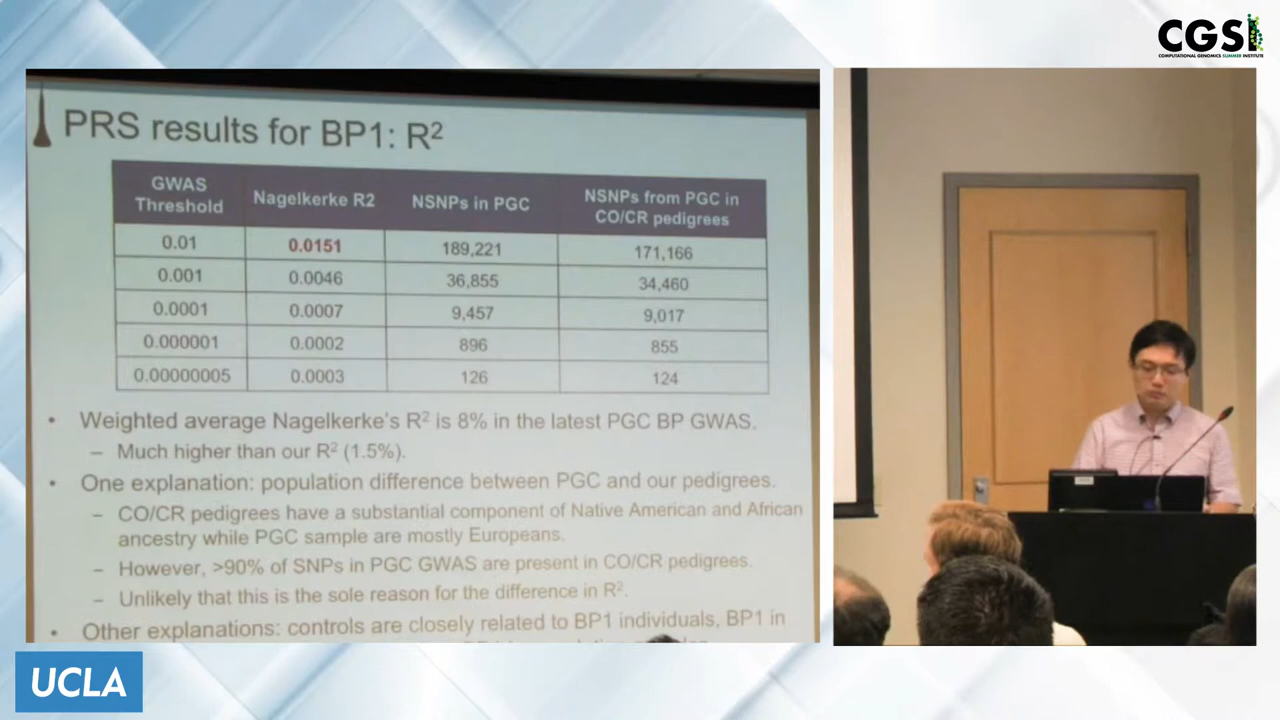 CGSI
COMPUTATIONAL GENOMICS SUMMER INSTITUTE
PRS results for BP1: R²
GWAS Threshold | Nagelkerke R2 | NSNPs in PGC | NSNPs from PGC in CO/CR pedigrees
0.01 | 0.0151 | 189,221 | 171,166
0.001 | 0.0046 | 36,855 | 34,460
0.0001 | 0.0007 | 9,457 | 9,017
0.000001 | 0.0002 | 896 | 855
0.00000005 | 0.0003 | 126 | 124
• Weighted average Nagelkerke's R² is 8% in the latest PGC BP GWAS.
– Much higher than our R² (1.5%).
• One explanation: population difference between PGC and our pedigrees.
– CO/CR pedigrees have a substantial component of Native American and African
ancestry while PGC sample are mostly Europeans.
– However, >90% of SNPs in PGC GWAS are present in CO/CR pedigrees.
– Unlikely that this is the sole reason for the difference in R².
• Other explanations: controls are closely related to BP1 individuals, BP1 in
UCLA